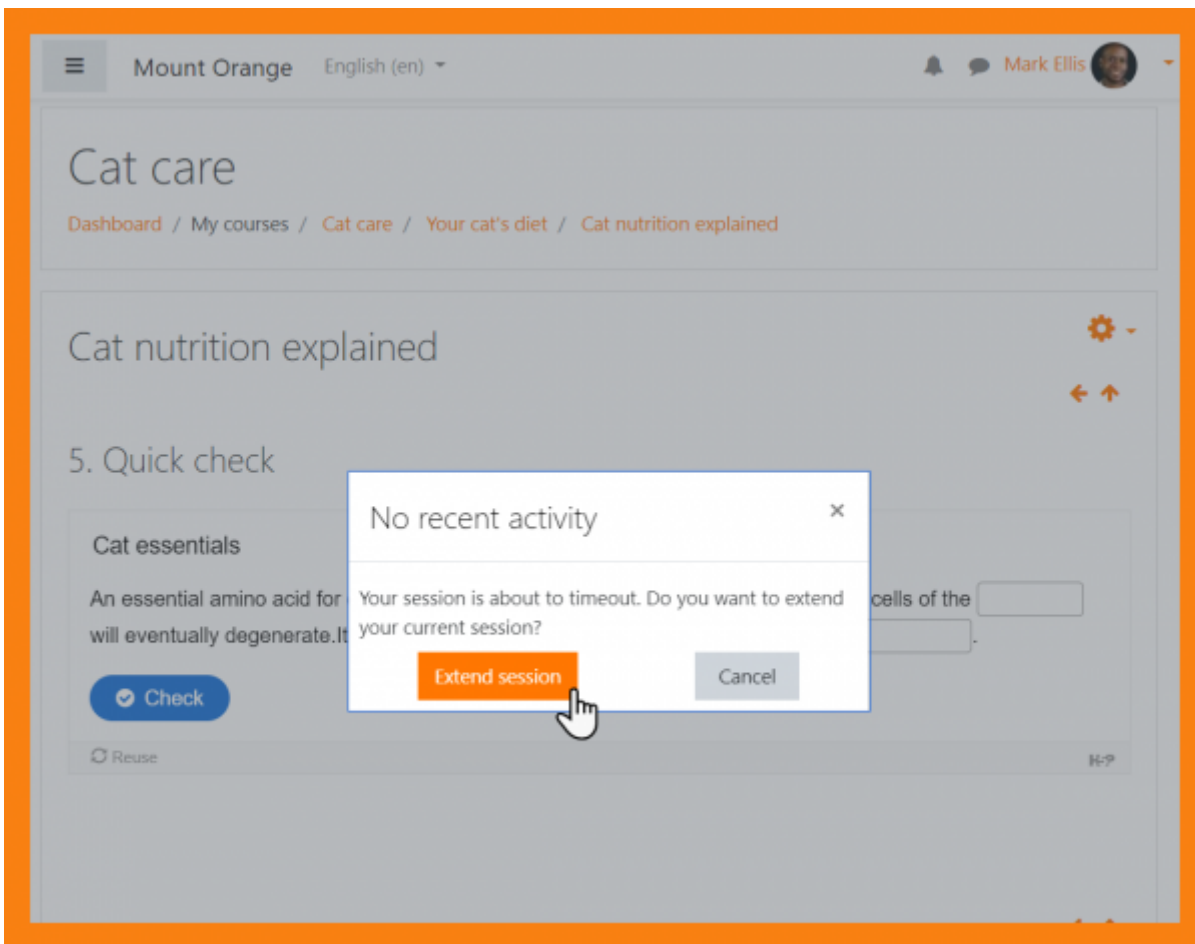 Mount Orange English (en) Mark Ellis
Cat care
Dashboard / My courses / Cat care / Your cat's diet / Cat nutrition explained
Cat nutrition explained
5. Quick check
No recent activity ×
Cat essentials
An essential amino acid for
Your session is about to timeout. Do you want to extend
cells of the
will eventually degenerate.It
your current session?
.
Extend session Cancel
Check
Reuse H-P